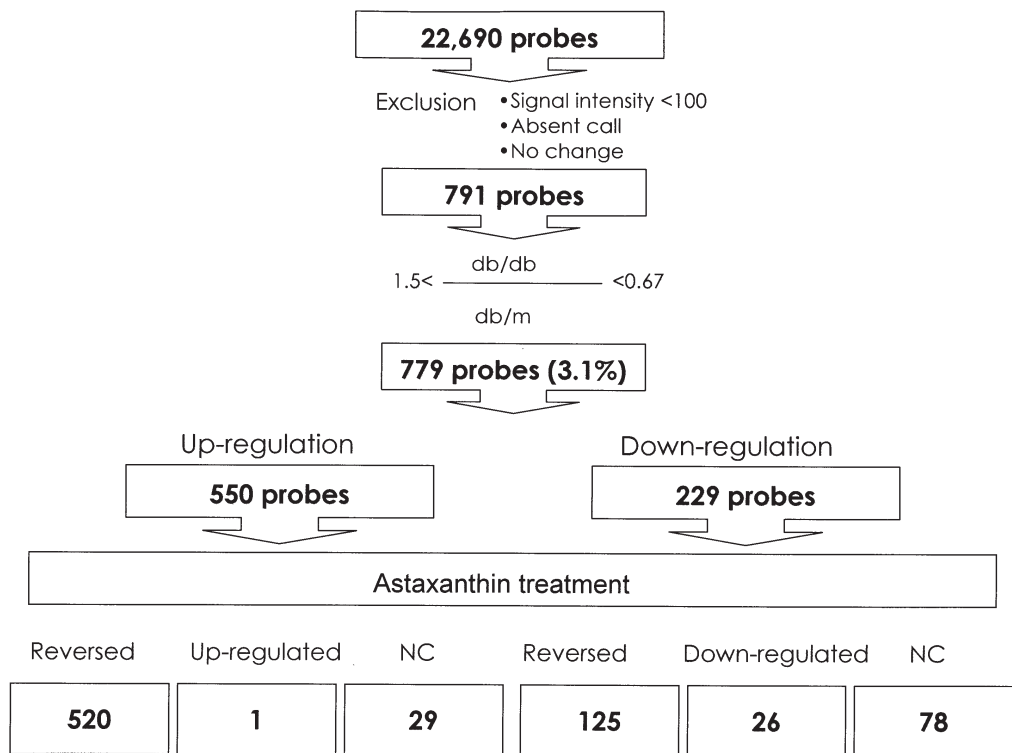 22,690 probes
Exclusion
•Signal intensity <100
•Absent call
•No change
791 probes
db/db
1.5< <0.67
db/m
779 probes (3.1%)
Up-regulation Down-regulation
550 probes 229 probes
Astaxanthin treatment
Reversed Up-regulated NC Reversed Down-regulated NC
520 1 29 125 26 78